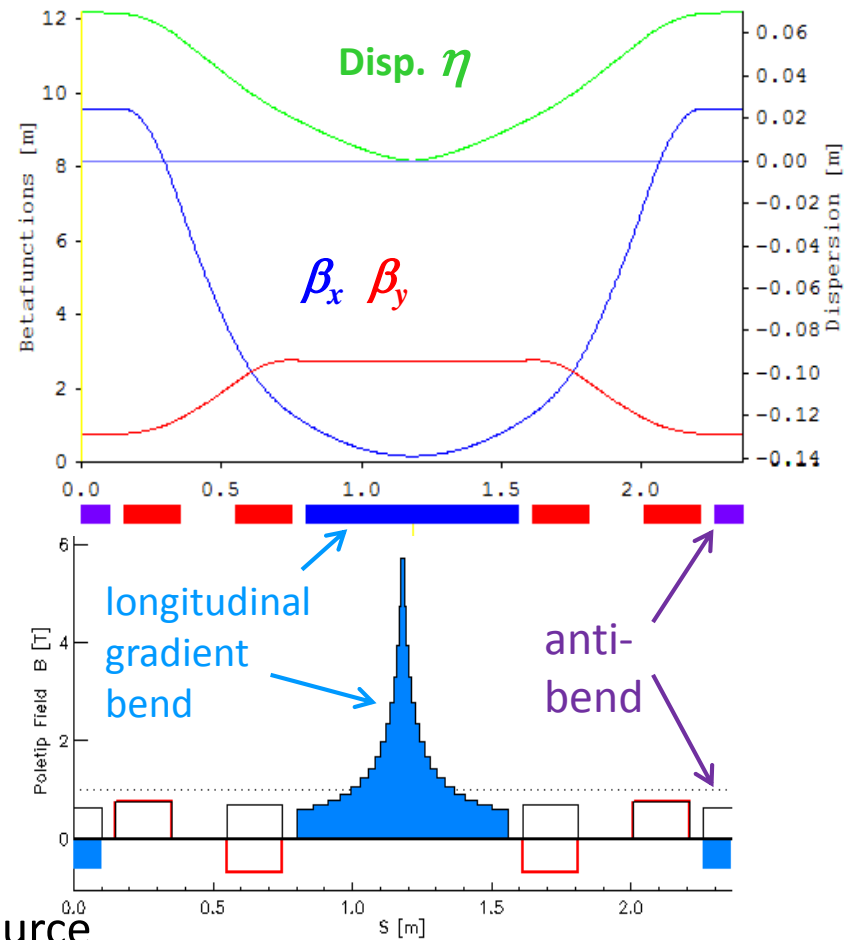 12
10
8
6
4
2
0
Betafunctions [m]
Disp. η
βx βy
0.06
0.04
0.02
0.00
-0.02
-0.04
-0.06
-0.08
-0.10
-0.12
-0.14
Dispersion [m]
0.0 0.5 1.0 1.5 2.0
6
4
2
0
Poletip Field B [T]
longitudinal
gradient
bend
anti-
bend
0.0 0.5 1.0 1.5 2.0
S [m]
urce